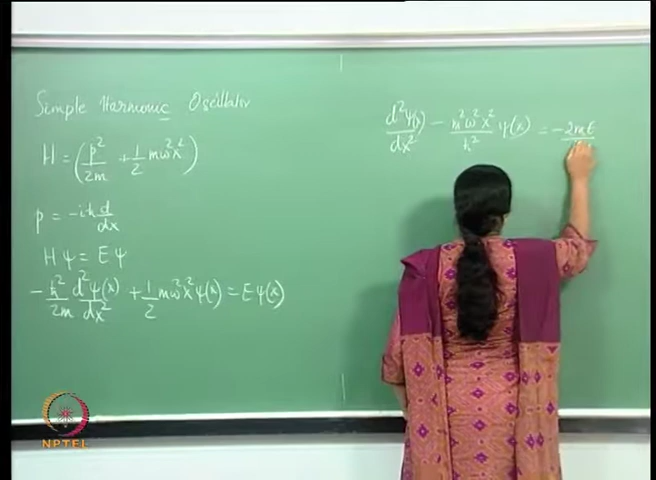 Simple Harmonic Oscillator
H = (p²/2m + 1/2 mω²x²)
p = -iħ d/dx
Hψ = Eψ
-ħ²/2m d²ψ(x)/dx² + 1/2 mω²x²ψ(x) = Eψ(x)
d²ψ(x)/dx² - m²ω²x²/ħ² ψ(x) = -2mE
NPTEL